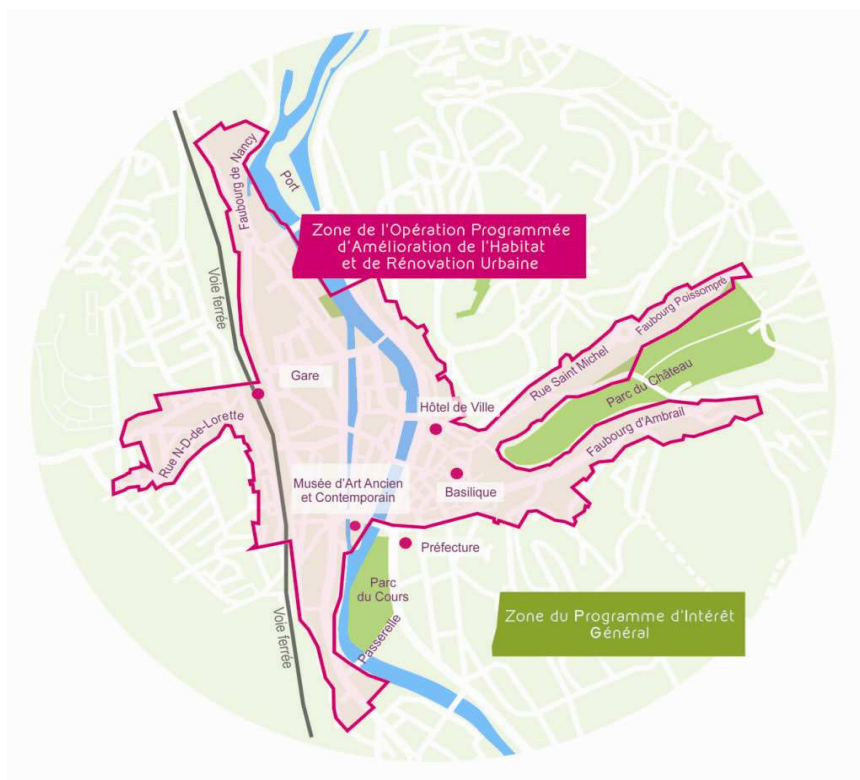 Faubourg de Nancy
Port
Zone de l'Opération Programmée
d'Amélioration de l'Habitat
et de Rénovation Urbaine
Voie ferrée
Faubourg Poissompré
Rue Saint Michel
Parc du Château
Gare
Hôtel de Ville
Faubourg d'Ambrail
Rue N-D-de-Lorette
Musée d'Art Ancien
et Contemporain
Basilique
Préfecture
Parc
du Cours
Passerelle
Voie ferrée
Zone du Programme d'Intérêt
Général